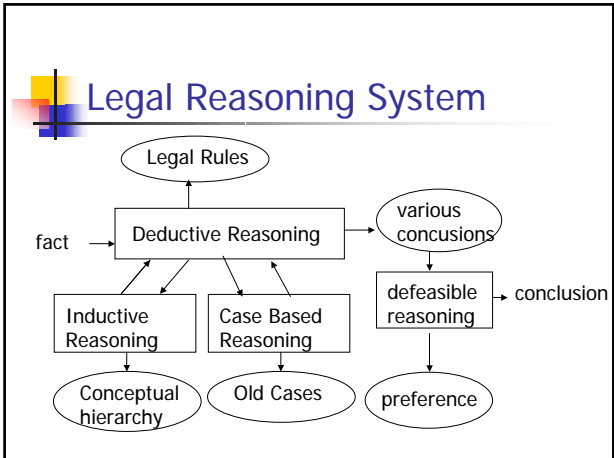 Legal Reasoning System
Legal Rules
fact
Deductive Reasoning
various
concusions
Inductive
Reasoning
Case Based
Reasoning
defeasible
reasoning
conclusion
Conceptual
hierarchy
Old Cases
preference